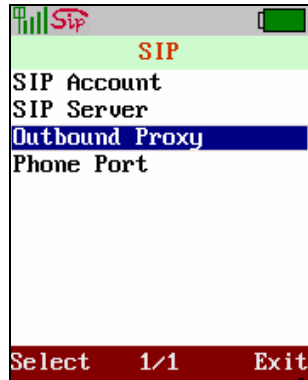 Sip
SIP
SIP Account
SIP Server
Outbound Proxy
Phone Port
Select 1/1 Exit